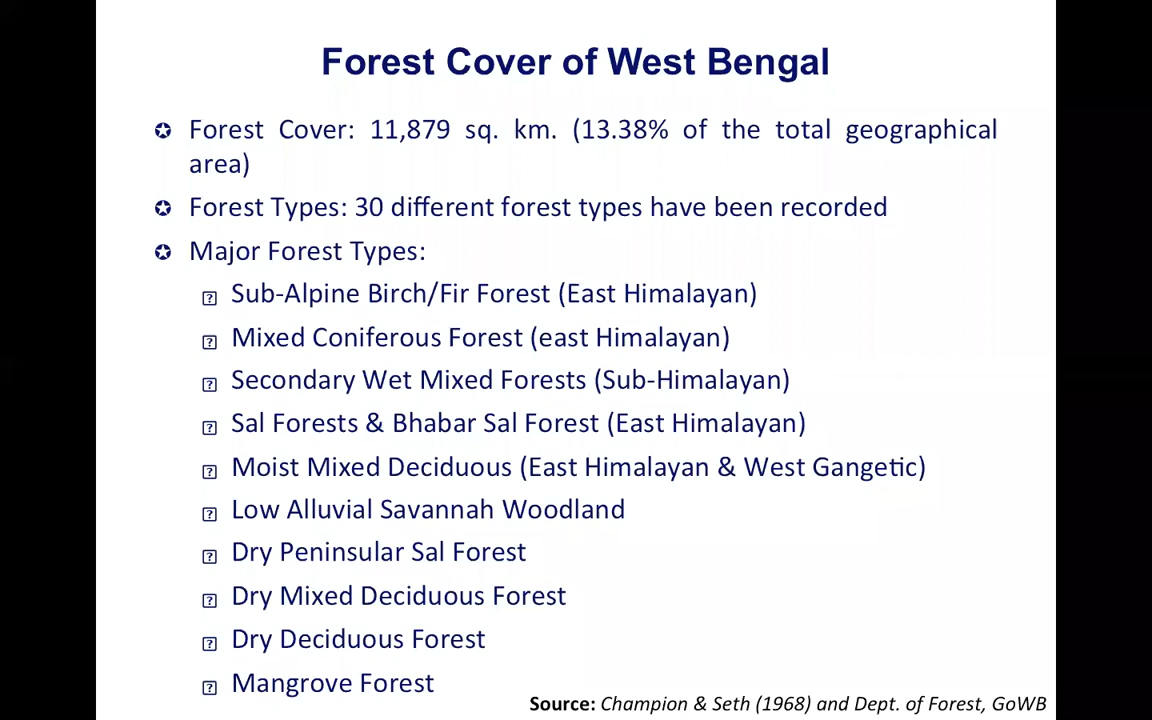 Forest Cover of West Bengal
Forest Cover: 11,879 sq. km. (13.38% of the total geographical
area)
Forest Types: 30 different forest types have been recorded
Major Forest Types:
Sub-Alpine Birch/Fir Forest (East Himalayan)
Mixed Coniferous Forest (east Himalayan)
Secondary Wet Mixed Forests (Sub-Himalayan)
Sal Forests & Bhabar Sal Forest (East Himalayan)
Moist Mixed Deciduous (East Himalayan & West Gangetic)
Low Alluvial Savannah Woodland
Dry Peninsular Sal Forest
Dry Mixed Deciduous Forest
Dry Deciduous Forest
Mangrove Forest
Source: Champion & Seth (1968) and Dept. of Forest, GoWB